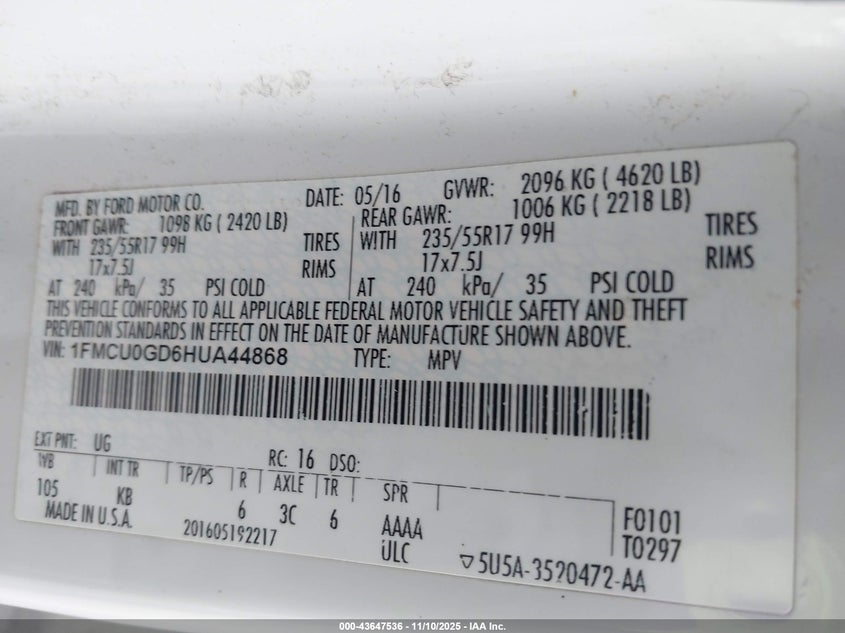 MFD. BY FORD MOTOR CO. DATE: 05/16 GVWR: 2096 KG ( 4620 LB)
FRONT GAWR: 1098 KG ( 2420 LB) REAR GAWR: 1006 KG ( 2218 LB)
WITH 235/55R17 99H TIRES WITH 235/55R17 99H TIRES
17x7.5J RIMS 17x7.5J RIMS
AT 240 kPa/ 35 PSI COLD AT 240 kPa/ 35 PSI COLD
THIS VEHICLE CONFORMS TO ALL APPLICABLE FEDERAL MOTOR VEHICLE SAFETY AND THEFT
PREVENTION STANDARDS IN EFFECT ON THE DATE OF MANUFACTURE SHOWN ABOVE.
VIN: 1FMCU0GD6HUA44868 TYPE: MPV
EXT PNT: UG RC: 16 DSO:
WB INT TR TP/PS R AXLE TR SPR
105 KB 6 3C 6 AAAA F0101
MADE IN U.S.A. 201605192217 ULC T0297
5U5A-3520472-AA
000-43647536 - 11/10/2025 - IAA Inc.